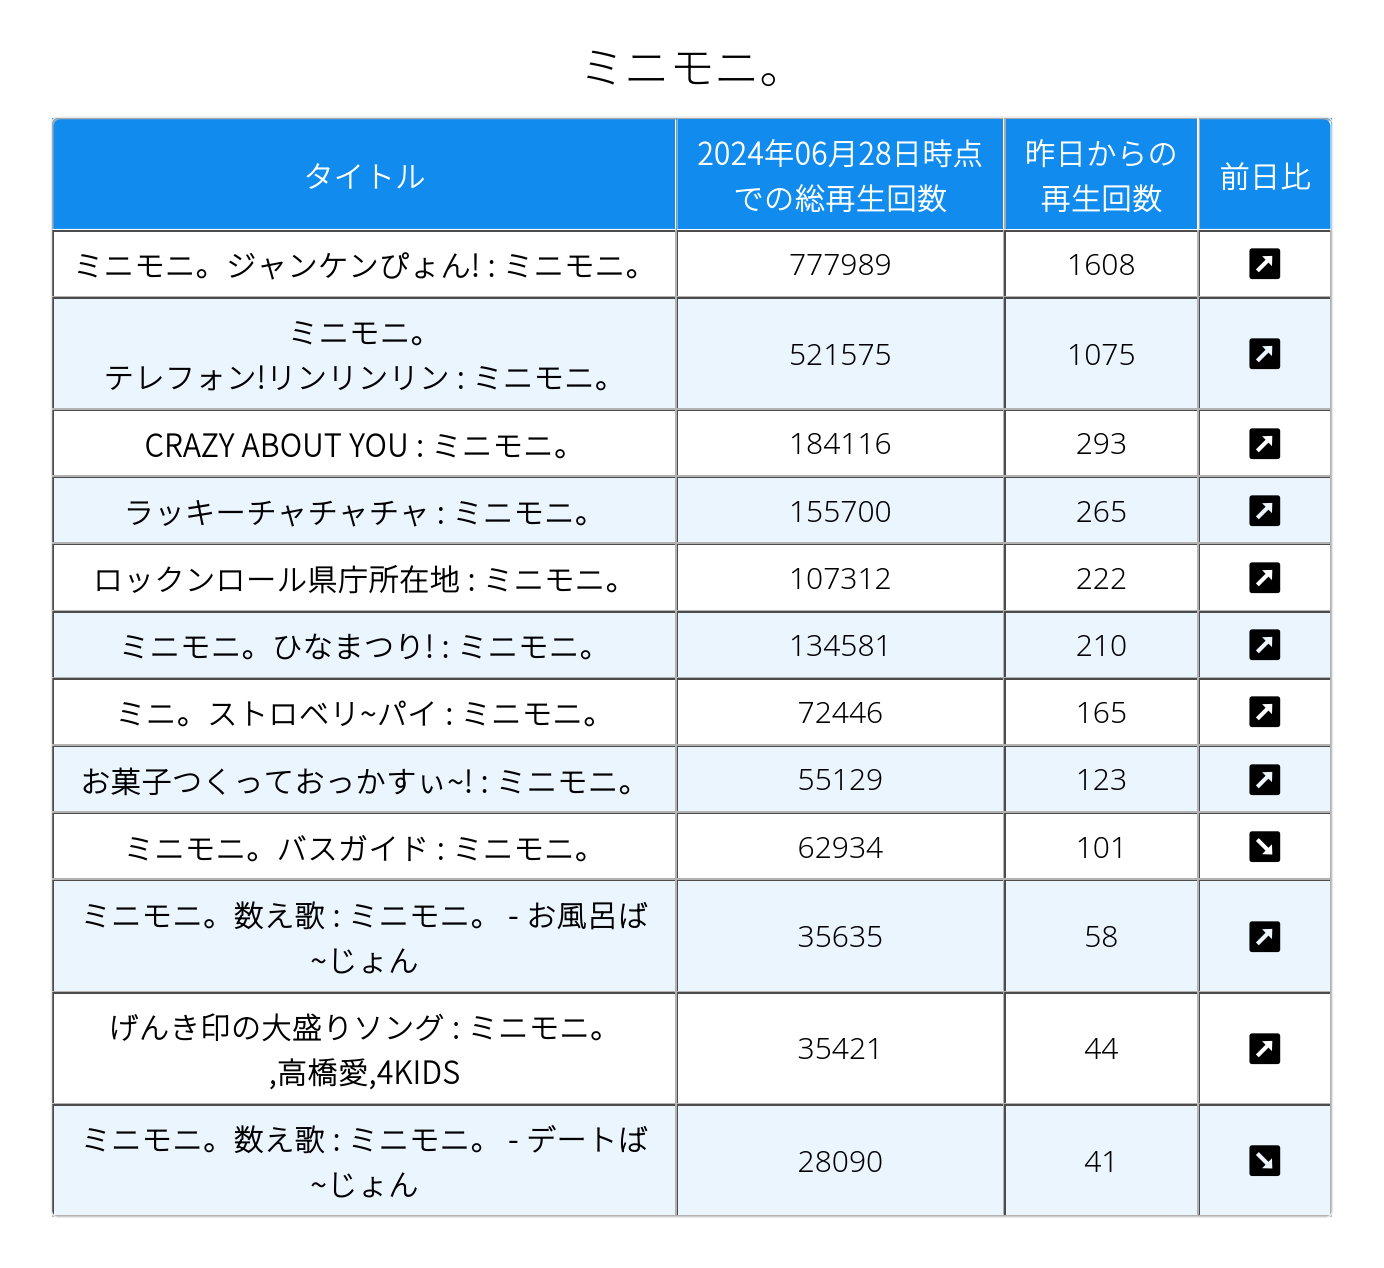 ミニモニ。
タイトル
2024年06月28日時点
での総再生回数
昨日からの
再生回数
前日比
ミニモニ。ジャンケンぴょん! : ミニモニ。
777989
1608
ミニモニ。
テレフォン!リンリンリン : ミニモニ。
521575
1075
CRAZY ABOUT YOU : ミニモニ。
184116
293
ラッキーチャチャチャ : ミニモニ。
155700
265
ロックンロール県庁所在地 : ミニモニ。
107312
222
ミニモニ。ひなまつり! : ミニモニ。
134581
210
ミニ。ストロベリ~パイ : ミニモニ。
72446
165
お菓子つくっておっかすぃ~! : ミニモニ。
55129
123
ミニモニ。バスガイド : ミニモニ。
62934
101
ミニモニ。数え歌 : ミニモニ。 - お風呂ば
~じょん
35635
58
げんき印の大盛りソング : ミニモニ。
,高橋愛,4KIDS
35421
44
ミニモニ。数え歌 : ミニモニ。 - デートば
~じょん
28090
41